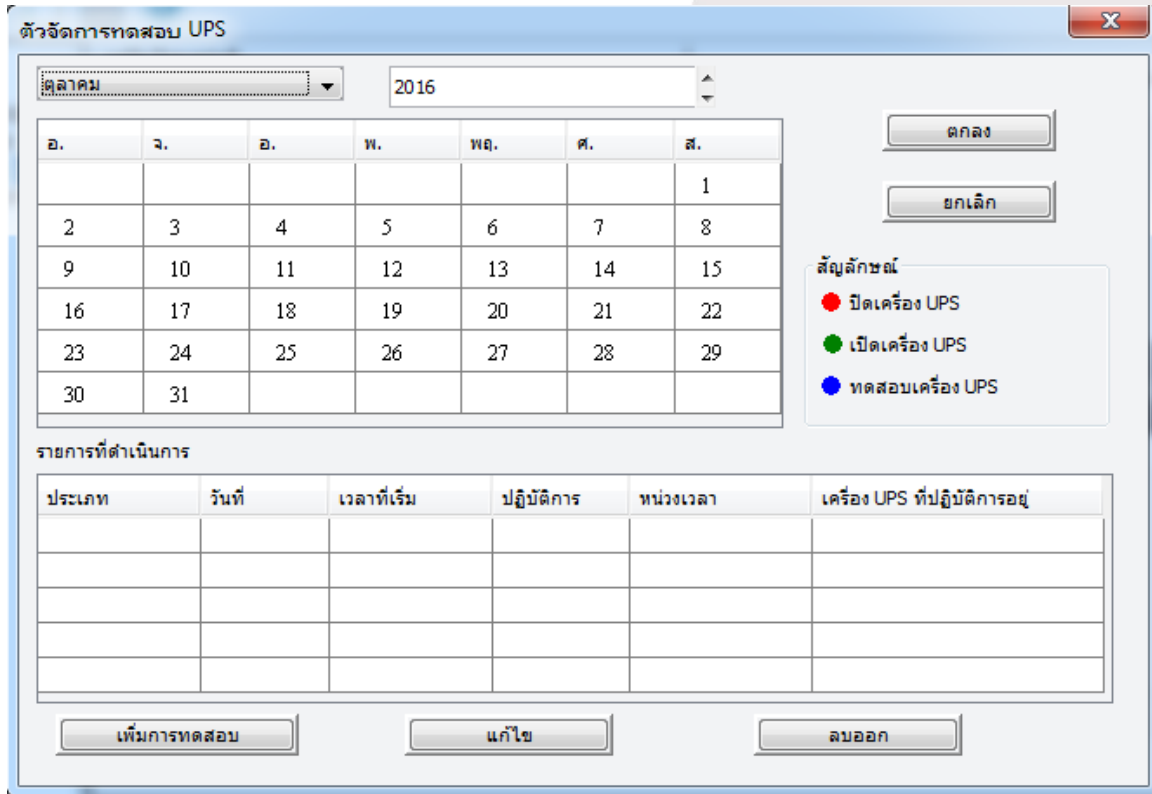 ตัวจัดการทดสอบ UPS
ตุลาคม 2016
อ. จ. อ. พ. พฤ. ศ. ส.
1
2 3 4 5 6 7 8
9 10 11 12 13 14 15
16 17 18 19 20 21 22
23 24 25 26 27 28 29
30 31
ตกลง
ยกเลิก
สัญลักษณ์
ปิดเครื่อง UPS
เปิดเครื่อง UPS
ทดสอบเครื่อง UPS
รายการที่ดำเนินการ
ประเภท วันที่ เวลาที่เริ่ม ปฏิบัติการ หน่วงเวลา เครื่อง UPS ที่ปฏิบัติการอยู่
เพิ่มการทดสอบ แก้ไข ลบออก